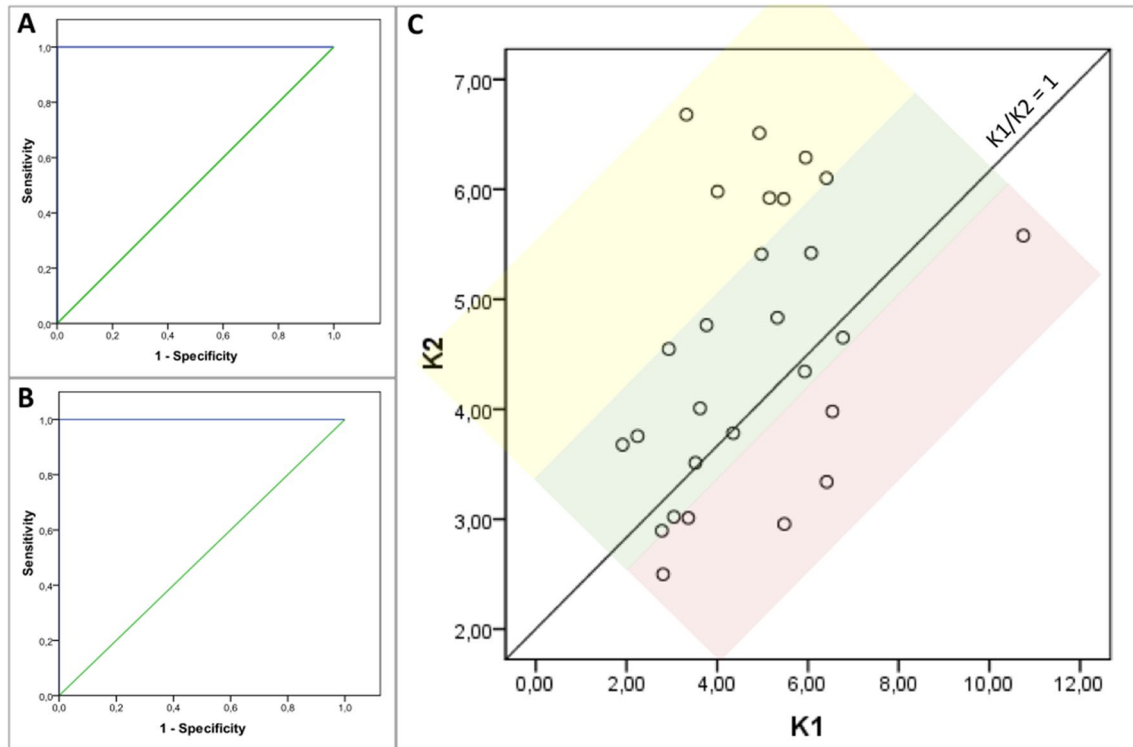 A
1,0
0,8
0,6
0,4
0,2
0,0
Sensitivity
0,0 0,2 0,4 0,6 0,8 1,0
1 - Specificity
B
1,0
0,8
0,6
0,4
0,2
0,0
Sensitivity
0,0 0,2 0,4 0,6 0,8 1,0
1 - Specificity
C
K1/K2 = 1
7,00
6,00
5,00
4,00
3,00
2,00
K2
0,00 2,00 4,00 6,00 8,00 10,00 12,00
K1